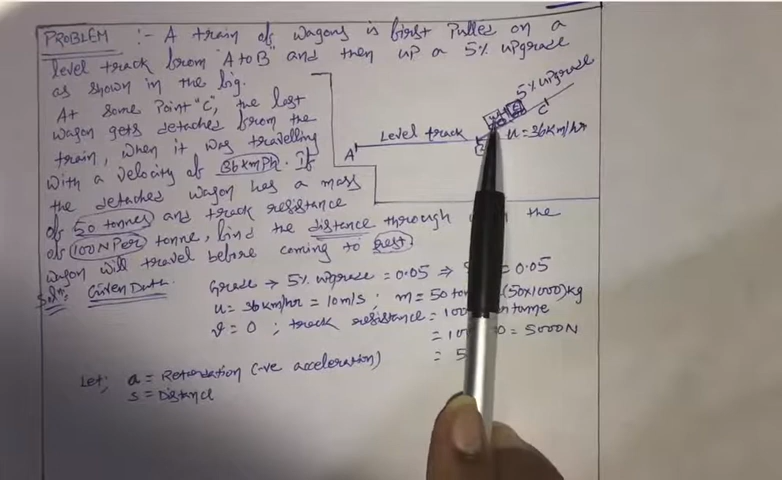 PROBLEM :- A train of wagons is first pulled on a
level track from "A to B" and then up a 5% upgrade
as shown in the fig.
At some Point "C", the last
wagon gets detached from the
train, when it was travelling
with a velocity of 36 kmph. If
the detached wagon has a mass
of 50 tonnes and track resistance
of 100N Per tonne, find the distance through the
wagon will travel before coming to rest.
5% upgrade
C
Level track
u = 36km/hr
A
B
Soln: Given Data
Grade → 5% upgrade = 0.05 ⇒ = 0.05
u = 36km/hr = 10m/s ; m = 50 (50x1000)kg
v = 0 ; track resistance = tonne
= = 5000N
=
Let; a = Retardation (-ve acceleration)
s = Distance